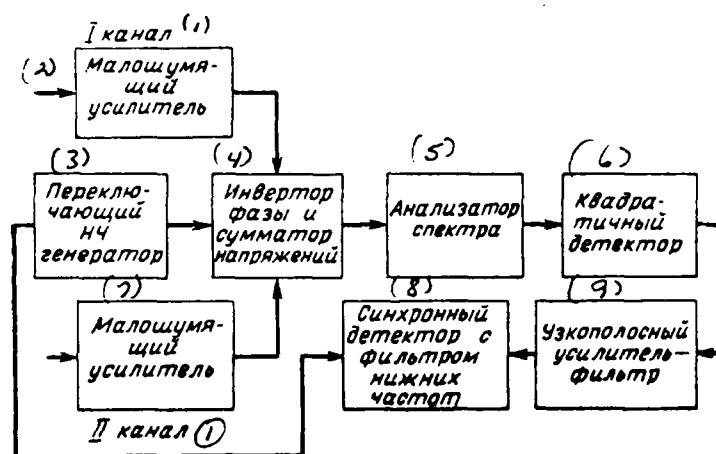 I канал (1)
(2)
Малошумя-
щий
усилитель
(3)
Переклю-
чающий
НЧ
генератор
(4)
Инвертор
фазы и
сумматор
напряжений
(5)
Анализатор
спектра
(6)
Квадра-
тичный
детектор
(7)
Малошумя-
щий
усилитель
II канал (1)
(8)
Синхронный
детектор с
фильтром
нижних
частот
(9)
Узкополосный
усилитель-
фильтр